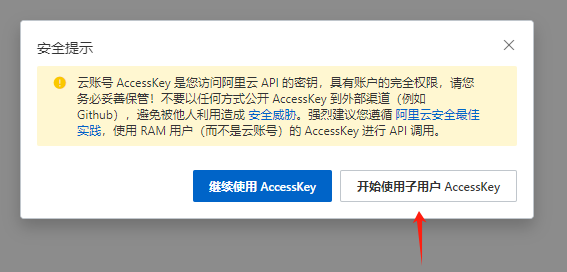 安全提示
云账号 AccessKey 是您访问阿里云 API 的密钥，具有账户的完全权限，请您
务必妥善保管！不要以任何方式公开 AccessKey 到外部渠道（例如
Github），避免被他人利用造成 安全威胁。强烈建议您遵循 阿里云安全最佳
实践，使用 RAM 用户（而不是云账号）的 AccessKey 进行 API 调用。
继续使用 AccessKey
开始使用子用户 AccessKey